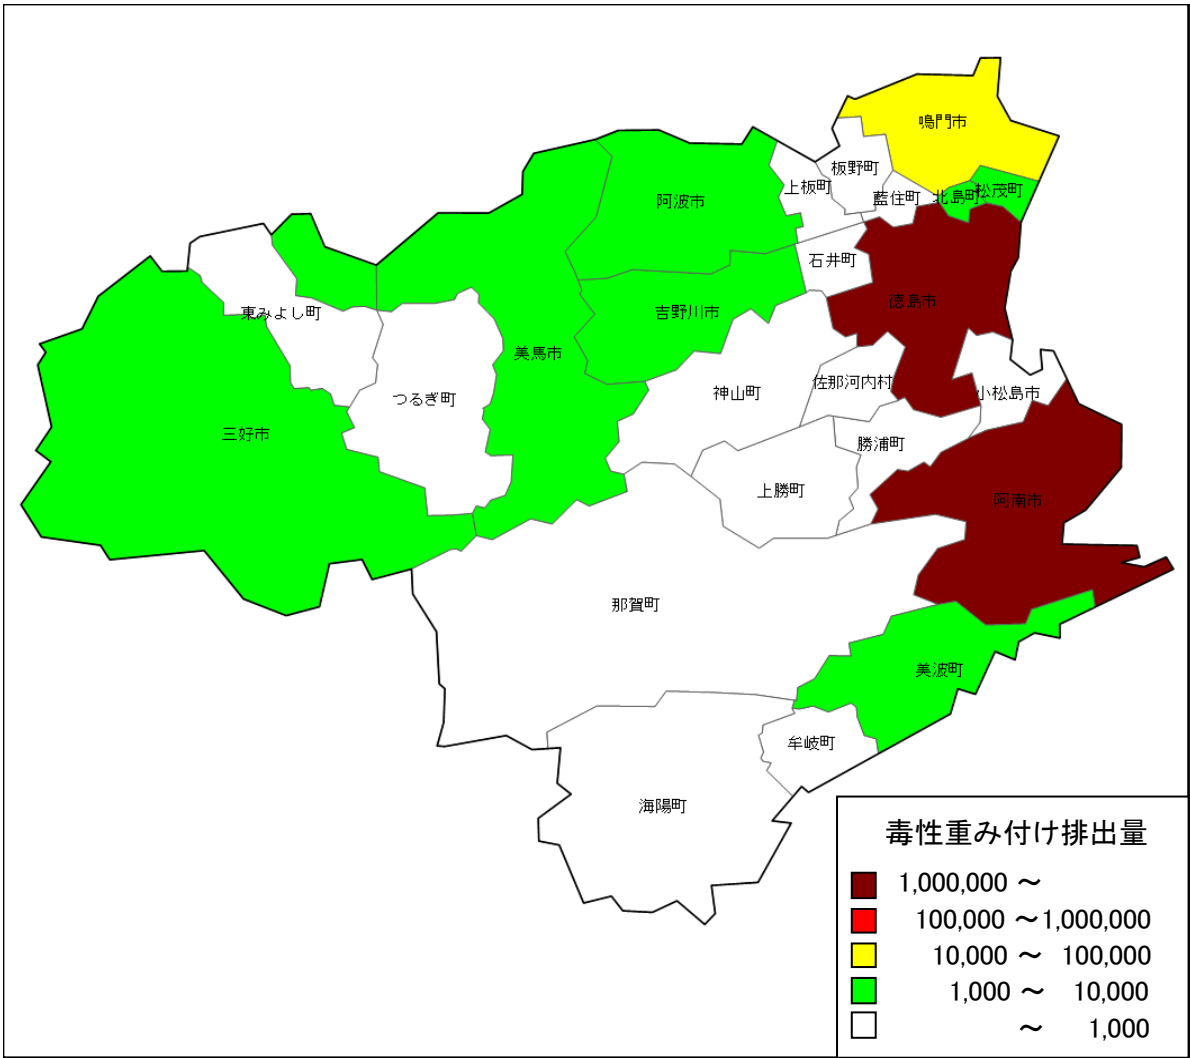 鳴門市
板野町
上板町
藍住町
北島町
松茂町
阿波市
石井町
徳島市
東みよし町
吉野川市
美馬市
つるぎ町
神山町
佐那河内村
小松島市
三好市
勝浦町
上勝町
阿南市
那賀町
美波町
牟岐町
海陽町
毒性重み付け排出量
1,000,000 ～
100,000 ～1,000,000
10,000 ～ 100,000
1,000 ～ 10,000
～ 1,000